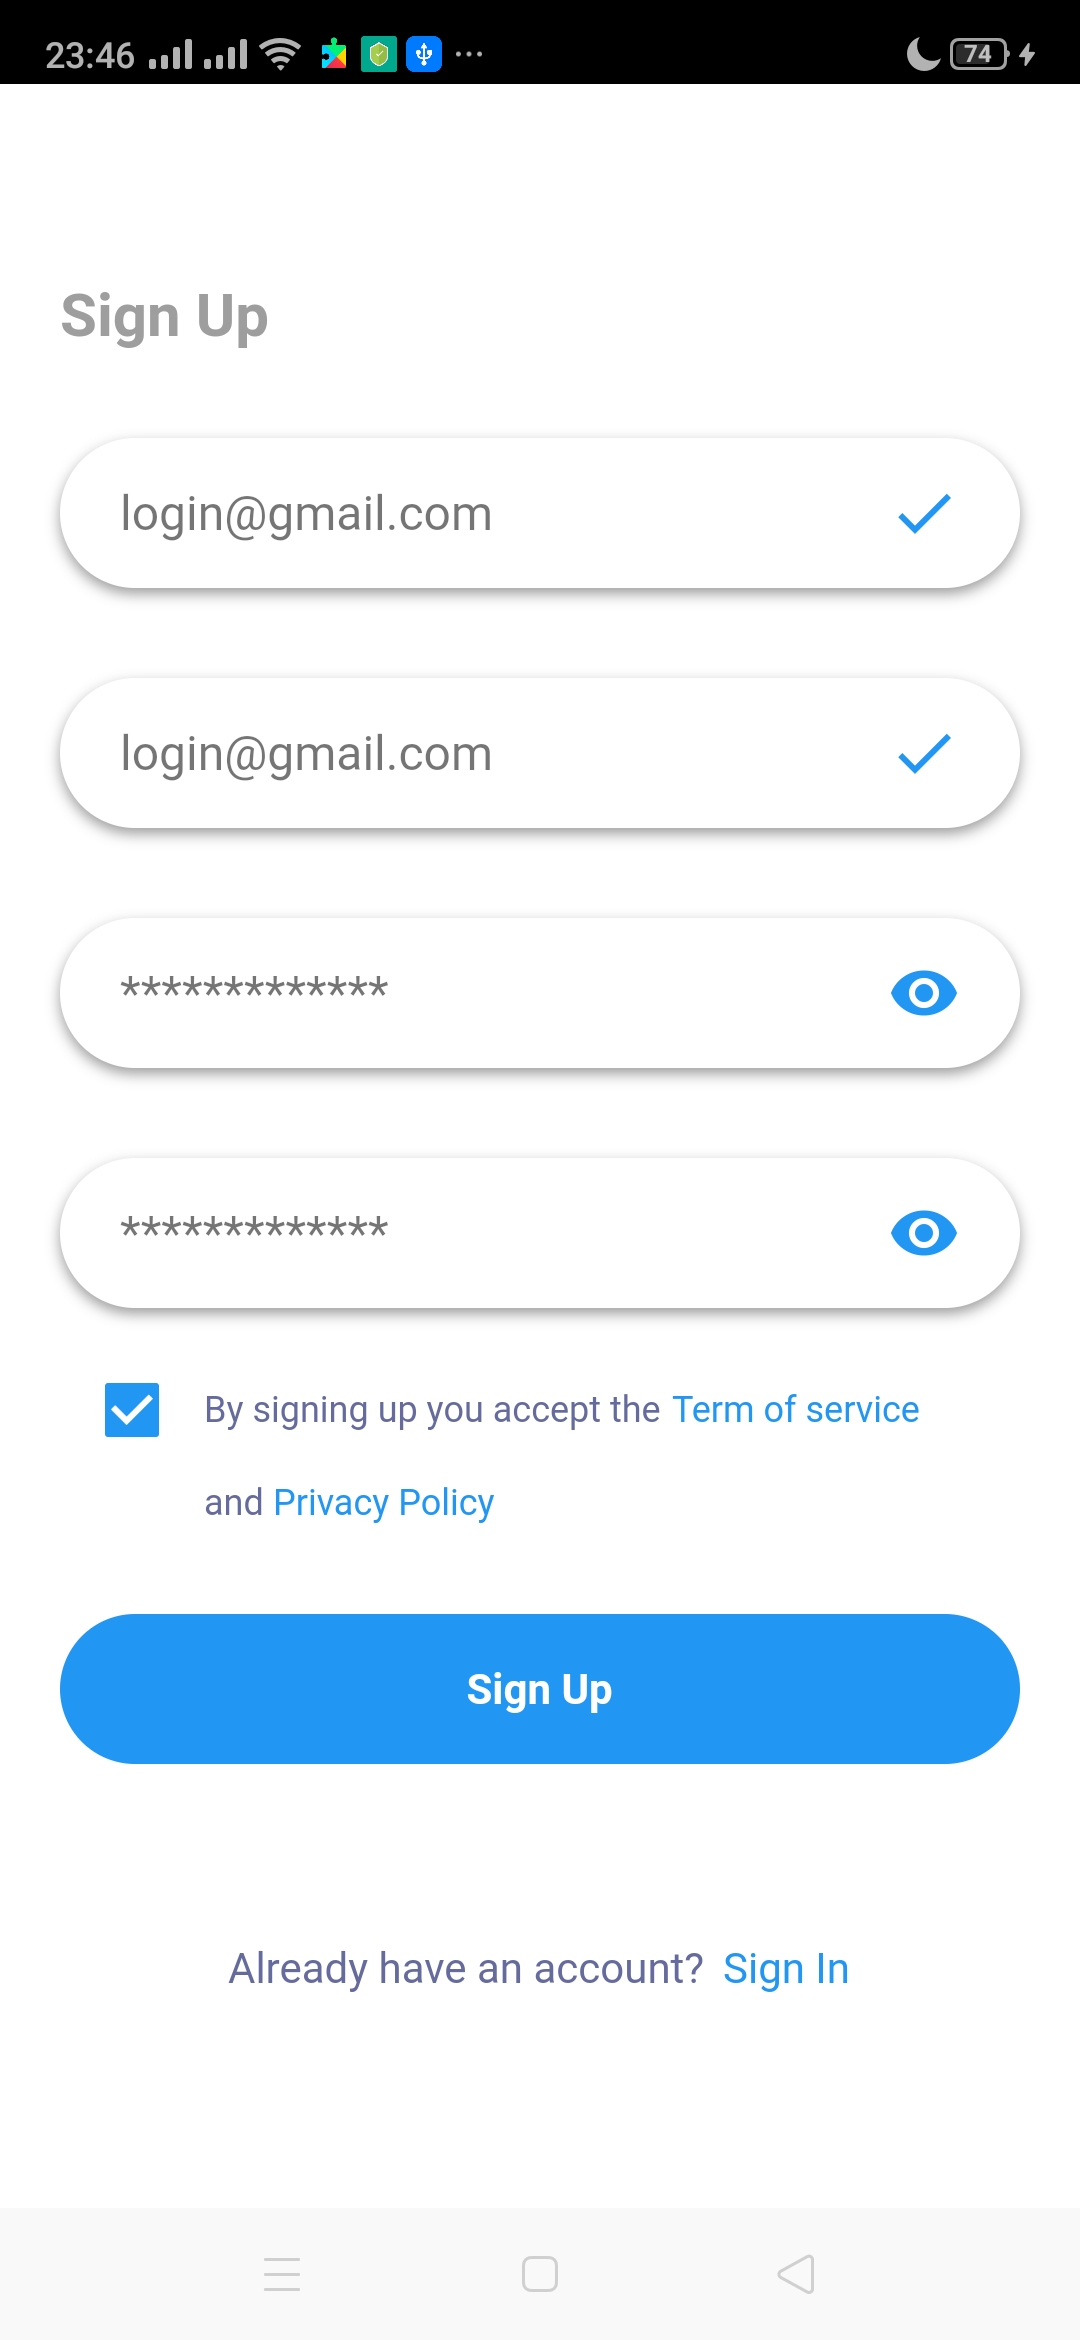 23:46
74
Sign Up
login@gmail.com
login@gmail.com
*************
*************
By signing up you accept the Term of service
and Privacy Policy
Sign Up
Already have an account? Sign In